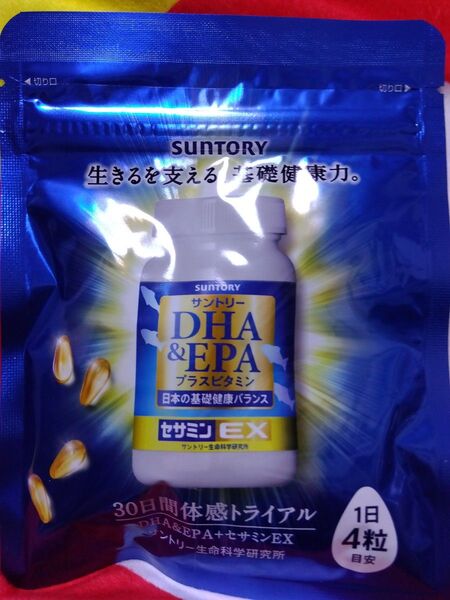 切り口
切り口
SUNTORY
生きるを支える、基礎健康力。
SUNTORY
サントリー
DHA
&EPA
プラスビタミン
日本の基礎健康バランス
セサミンEX
サントリー生命科学研究所
30日間体感トライアル
DHA&EPA+セサミンEX
サントリー生命科学研究所
1日
4粒
目安